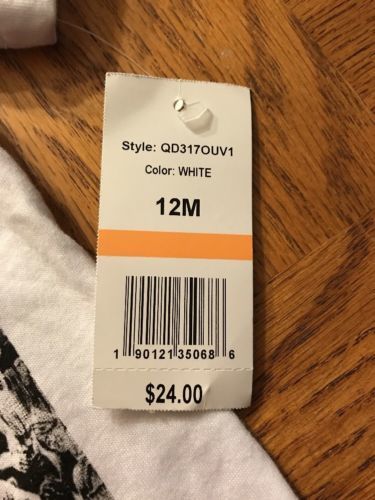 Style: QD317OUV1
Color: WHITE
12M
1 90121 35068 6
$24.00